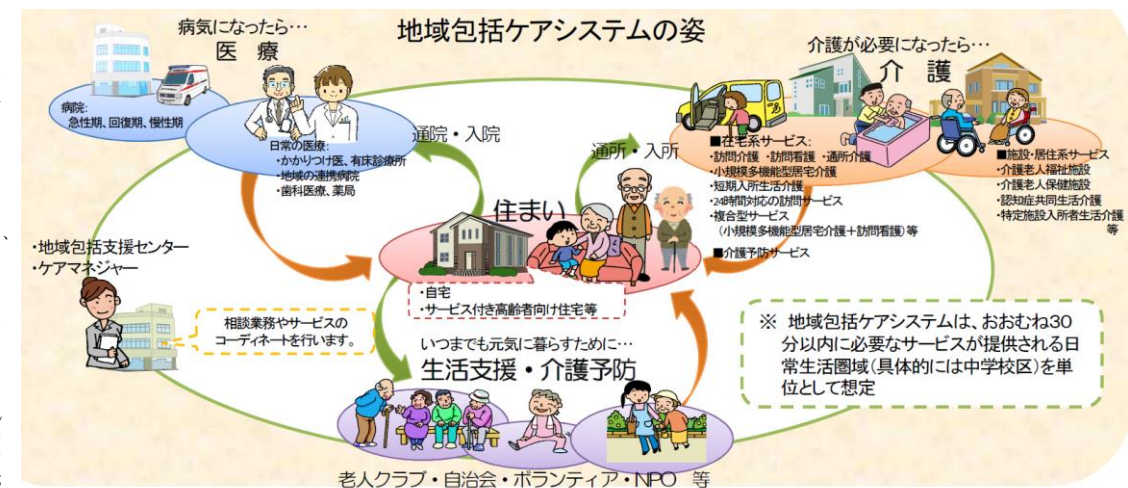 地域包括ケアシステムの姿
病気になったら…
医 療
病院:
急性期、回復期、慢性期
日常の医療:
・かかりつけ医、有床診療所
・地域の連携病院
・歯科医療、薬局
通院・入院
通所・入所
介護が必要になったら…
介 護
■在宅系サービス:
・訪問介護 ・訪問看護 ・通所介護
・小規模多機能型居宅介護
・短期入所生活介護
・24時間対応の訪問サービス
・複合型サービス
(小規模多機能型居宅介護+訪問看護)等
■介護予防サービス
■施設・居住系サービス
・介護老人福祉施設
・介護老人保健施設
・認知症共同生活介護
・特定施設入所者生活介護
等
住まい
・自宅
・サービス付き高齢者向け住宅等
・地域包括支援センター
・ケアマネジャー
相談業務やサービスの
コーディネートを行います。
いつまでも元気に暮らすために…
生活支援・介護予防
老人クラブ・自治会・ボランティア・NPO 等
※ 地域包括ケアシステムは、おおむね30
分以内に必要なサービスが提供される日
常生活圏域(具体的には中学校区)を単
位として想定